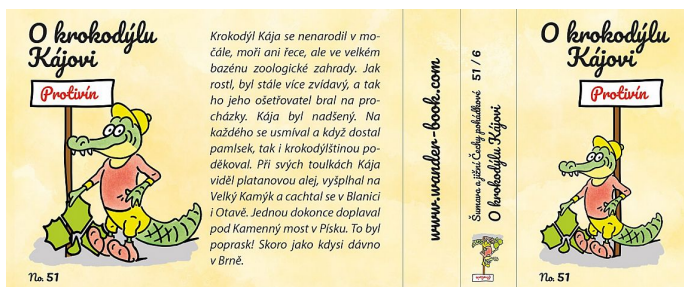 O krokodýlu
Kájovi
Protivín
No. 51
Krokodýl Kája se nenarodil v mo-
čále, moři ani řece, ale ve velkém
bazénu zoologické zahrady. Jak
rostl, byl stále více zvídavý, a tak
ho jeho ošetřovatel bral na pro-
cházky. Kája byl nadšený. Na
každého se usmíval a když dostal
pamlsek, tak i krokodýlštinou po-
děkoval. Při svých toulkách Kája
viděl platanovou alej, vyšplhal na
Velký Kamýk a cachtal se v Blanici
i Otavě. Jednou dokonce doplaval
pod Kamenný most v Písku. To byl
poprask! Skoro jako kdysi dávno
v Brně.
www.wander-book.com
Šumava a jižní Čechy pohádkové 51 / 6
O krokodýlu Kájovi
O krokodýlu
Kájovi
Protivín
No. 51